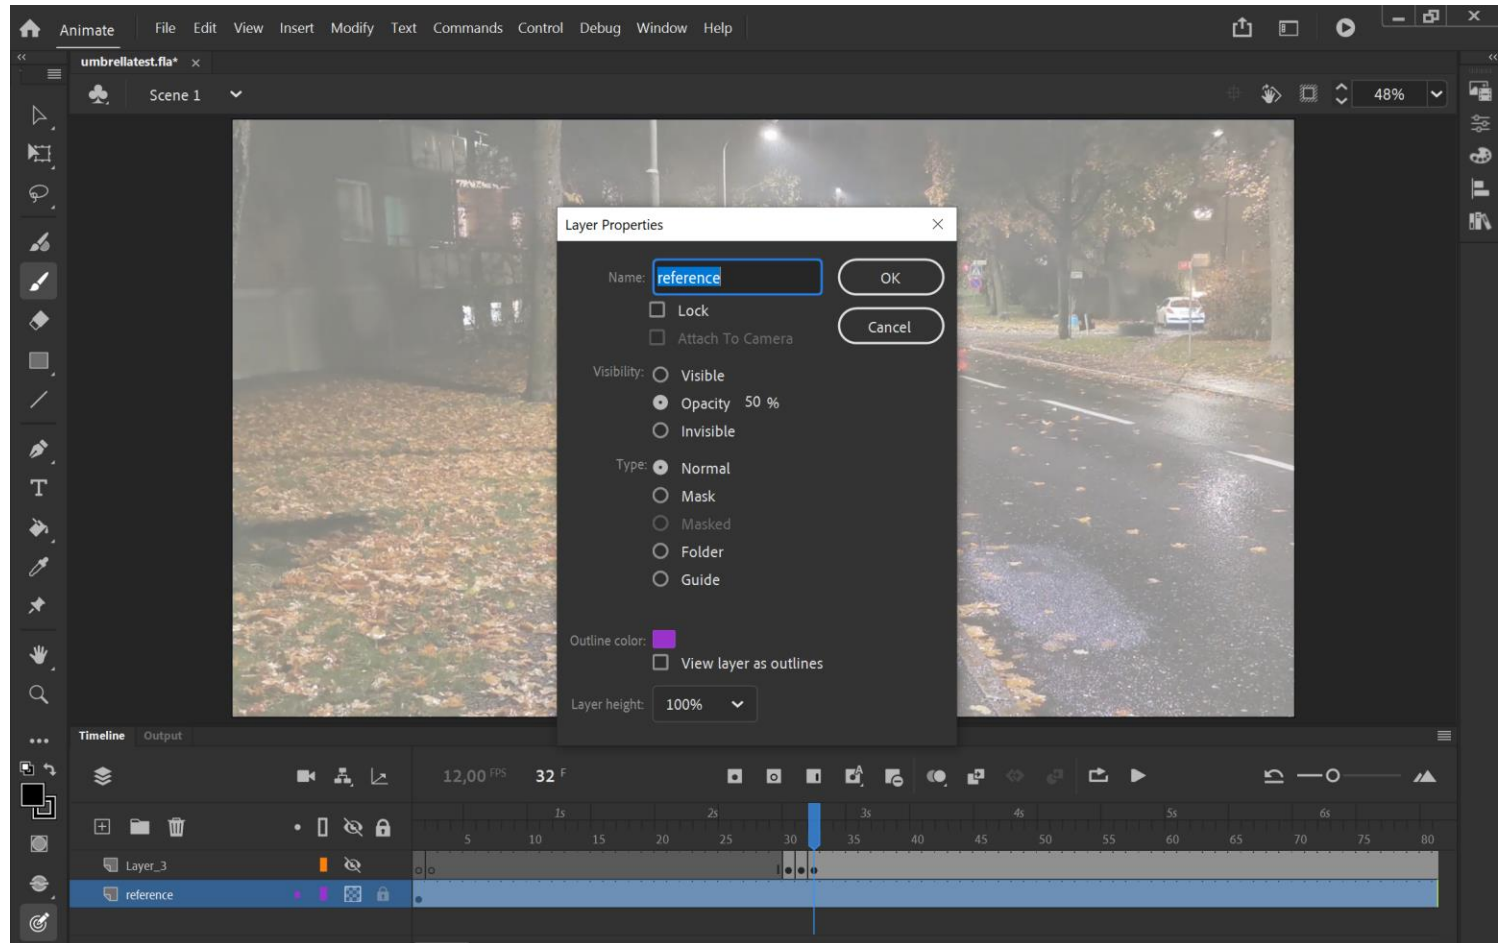 Animate File Edit View Insert Modify Text Commands Control Debug Window Help
umbrellatest.fla* ×
Scene 1
48%
Layer Properties
Name: reference
OK
Lock
Cancel
Attach To Camera
Visibility: Visible
Opacity 50 %
Invisible
Type: Normal
Mask
Masked
Folder
Guide
Outline color:
View layer as outlines
Layer height: 100%
Timeline Output
12,00 FPS 32 F
1s 2s 3s 4s 5s 6s
5 10 15 20 25 30 35 40 45 50 55 60 65 70 75 80
Layer_3
reference